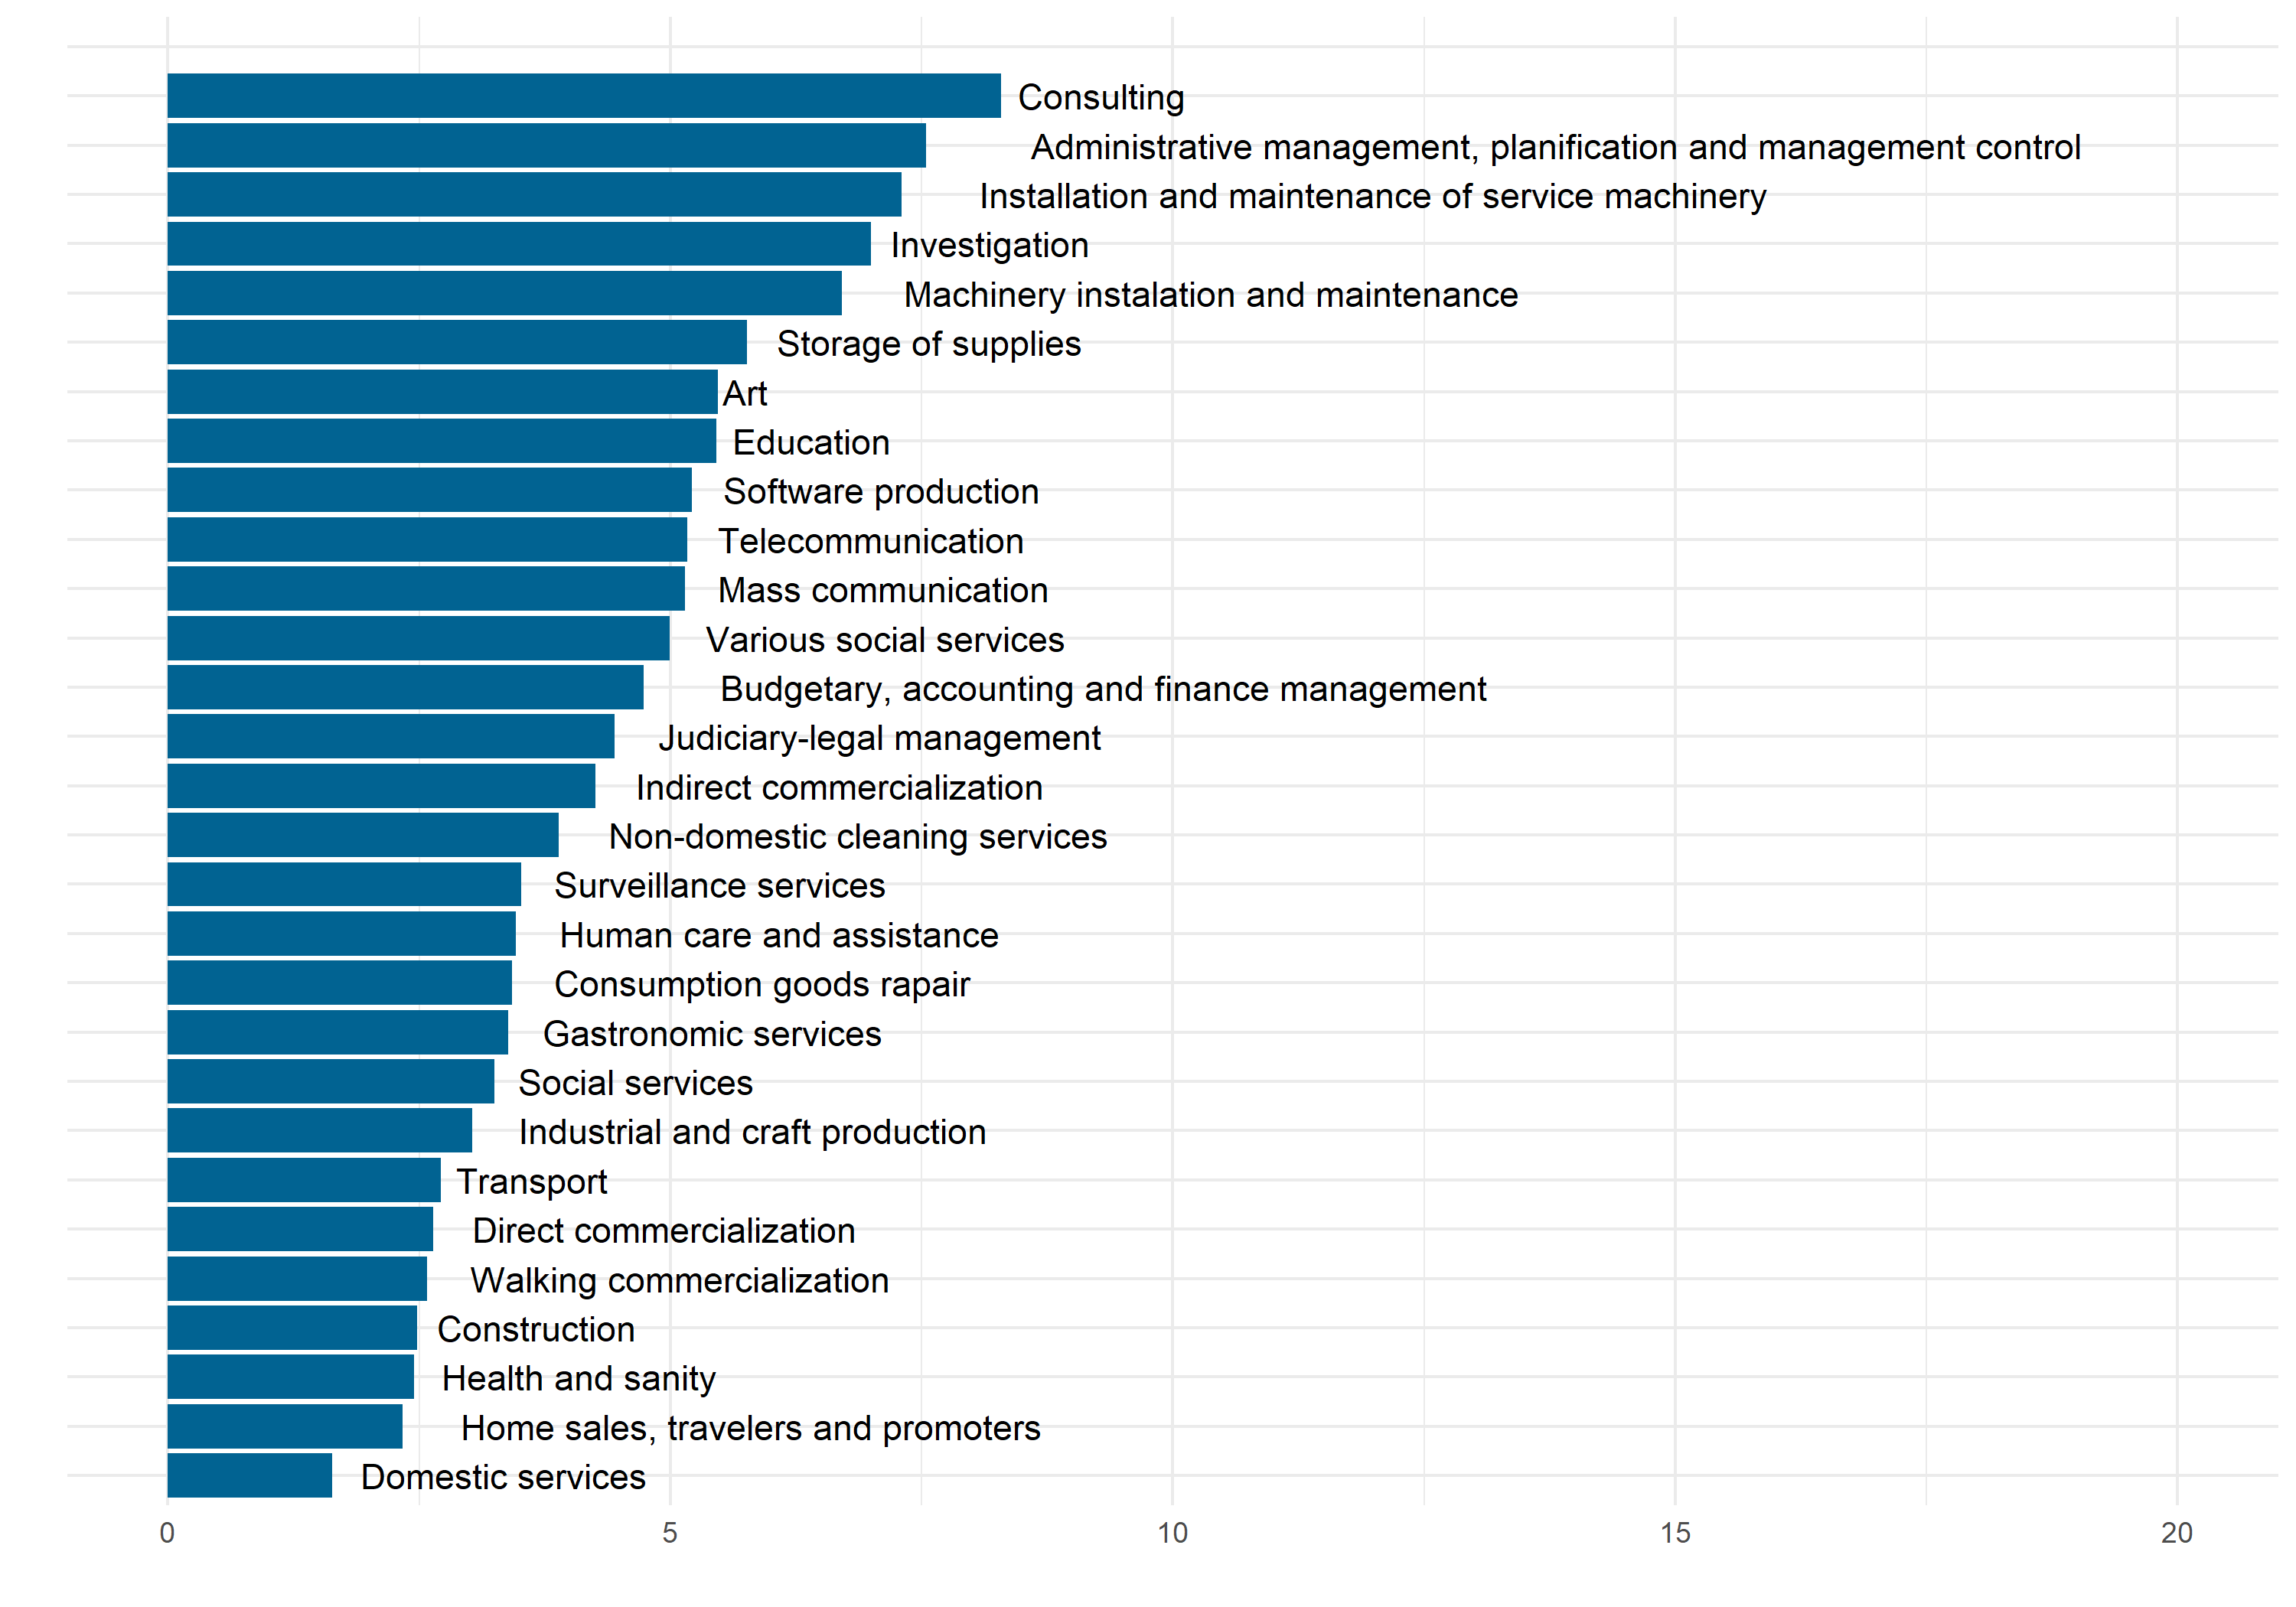 Consulting
Administrative management, planification and management control
Installation and maintenance of service machinery
Investigation
Machinery instalation and maintenance
Storage of supplies
Art
Education
Software production
Telecommunication
Mass communication
Various social services
Budgetary, accounting and finance management
Judiciary-legal management
Indirect commercialization
Non-domestic cleaning services
Surveillance services
Human care and assistance
Consumption goods rapair
Gastronomic services
Social services
Industrial and craft production
Transport
Direct commercialization
Walking commercialization
Construction
Health and sanity
Home sales, travelers and promoters
Domestic services
0 5 10 15 20